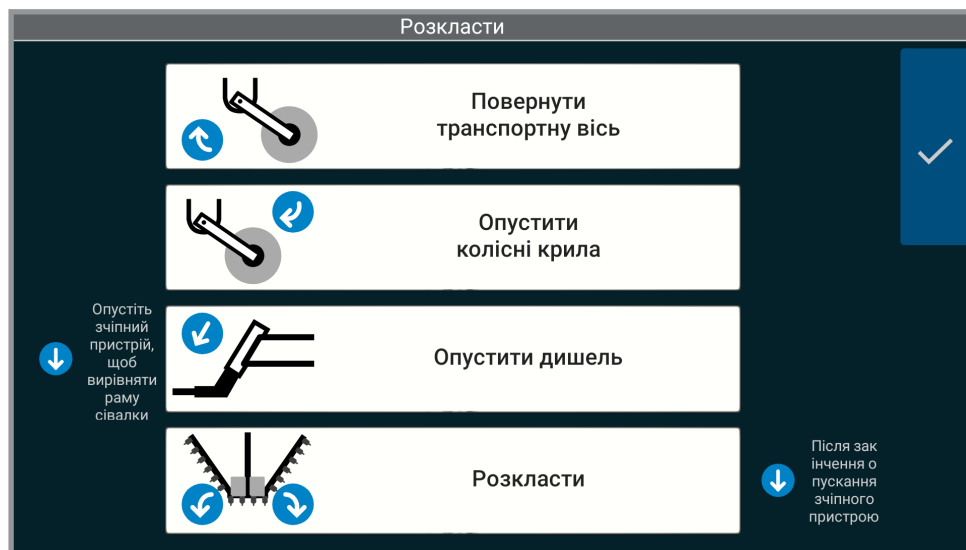 Розкласти
Повернути
транспортну вісь
Опустити
колісні крила
Опустіть
зчіпний
пристрій,
щоб
вирівняти
раму
сівалки
Опустити дишель
Розкласти
Після зак
інчення о
пускання
зчіпного
пристрою